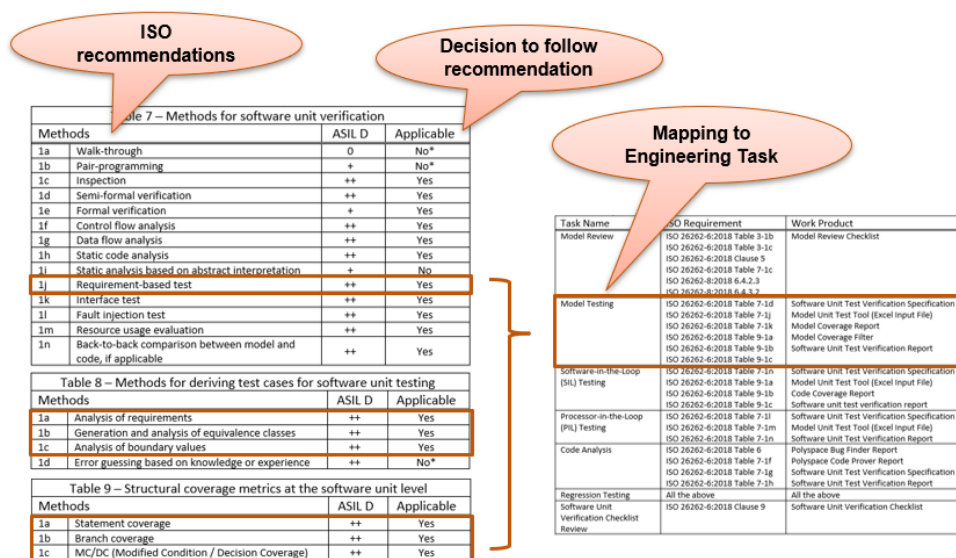 ISO
recommendations
Decision to follow
recommendation
Mapping to
Engineering Task
le 7 – Methods for software unit verification
Methods ASIL D Applicable
1a Walk-through 0 No*
1b Pair-programming + No*
1c Inspection ++ Yes
1d Semi-formal verification ++ Yes
1e Formal verification + Yes
1f Control flow analysis ++ Yes
1g Data flow analysis ++ Yes
1h Static code analysis ++ Yes
1i Static analysis based on abstract interpretation + No
1j Requirement-based test ++ Yes
1k Interface test ++ Yes
1l Fault injection test ++ Yes
1m Resource usage evaluation ++ Yes
1n Back-to-back comparison between model and
code, if applicable ++ Yes
Table 8 – Methods for deriving test cases for software unit testing
Methods ASIL D Applicable
1a Analysis of requirements ++ Yes
1b Generation and analysis of equivalence classes ++ Yes
1c Analysis of boundary values ++ Yes
1d Error guessing based on knowledge or experience ++ No*
Table 9 – Structural coverage metrics at the software unit level
Methods ASIL D Applicable
1a Statement coverage ++ Yes
1b Branch coverage ++ Yes
1c MC/DC (Modified Condition / Decision Coverage) ++ Yes
Task Name ISO Requirement Work Product
Model Review ISO 26262-6:2018 Table 3-1b Model Review Checklist
ISO 26262-6:2018 Table 3-1c
ISO 26262-6:2018 Clause 5
ISO 26262-6:2018 Table 7-1c
ISO 26262-8:2018 6.4.2.3
ISO 26262-8:2018 6.4.3.2
Model Testing ISO 26262-6:2018 Table 7-1d Software Unit Test Verification Specification
ISO 26262-6:2018 Table 7-1j Model Unit Test Tool (Excel Input File)
ISO 26262-6:2018 Table 7-1k Model Coverage Report
ISO 26262-6:2018 Table 9-1a Model Coverage Filter
ISO 26262-6:2018 Table 9-1b Software Unit Test Verification Report
ISO 26262-6:2018 Table 9-1c
Software-in-the-Loop ISO 26262-6:2018 Table 7-1n Software Unit Test Verification Specification
(SIL) Testing ISO 26262-6:2018 Table 9-1a Model Unit Test Tool (Excel Input File)
ISO 26262-6:2018 Table 9-1b Code Coverage Report
ISO 26262-6:2018 Table 9-1c Software unit test verification report
Processor-in-the-Loop ISO 26262-6:2018 Table 7-1l Software Unit Test Verification Specification
(PIL) Testing ISO 26262-6:2018 Table 7-1m Model Unit Test Tool (Excel Input File)
ISO 26262-6:2018 Table 7-1n Software Unit Test Verification Report
Code Analysis ISO 26262-6:2018 Table 6 Polyspace Bug Finder Report
ISO 26262-6:2018 Table 7-1f Polyspace Code Prover Report
ISO 26262-6:2018 Table 7-1g Software Unit Test Verification Specification
ISO 26262-6:2018 Table 7-1h Software Unit Test Verification Report
Regression Testing All the above All the above
Software Unit ISO 26262-6:2018 Clause 9 Software Unit Verification Checklist
Verification Checklist
Review